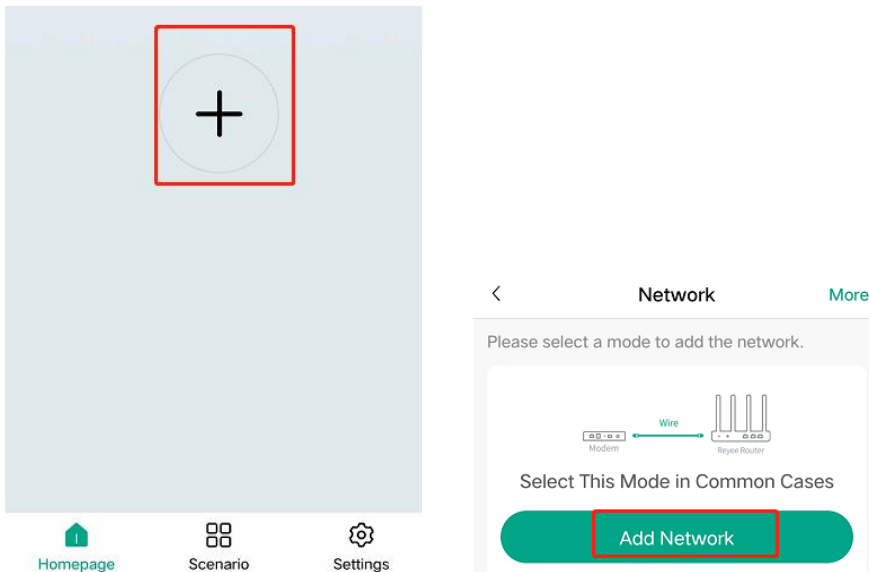 Homepage
Scenario
Settings
Network
More
Please select a mode to add the network.
Wire
Modem
Reyee Router
Select This Mode in Common Cases
Add Network